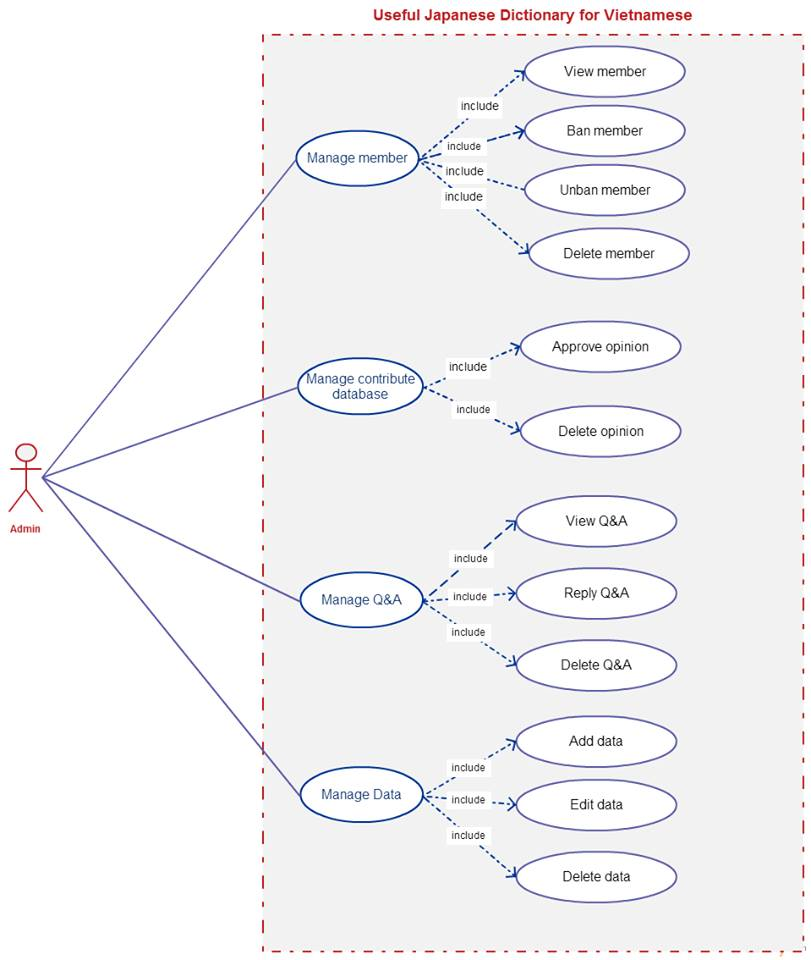 Useful Japanese Dictionary for Vietnamese
View member
include
Ban member
include
Manage member
include
Unban member
include
Delete member
Approve opinion
include
Manage contribute
database
include
Delete opinion
Admin
View Q&A
include
Manage Q&A
include
Reply Q&A
include
Delete Q&A
Add data
include
Manage Data
include
Edit data
include
Delete data